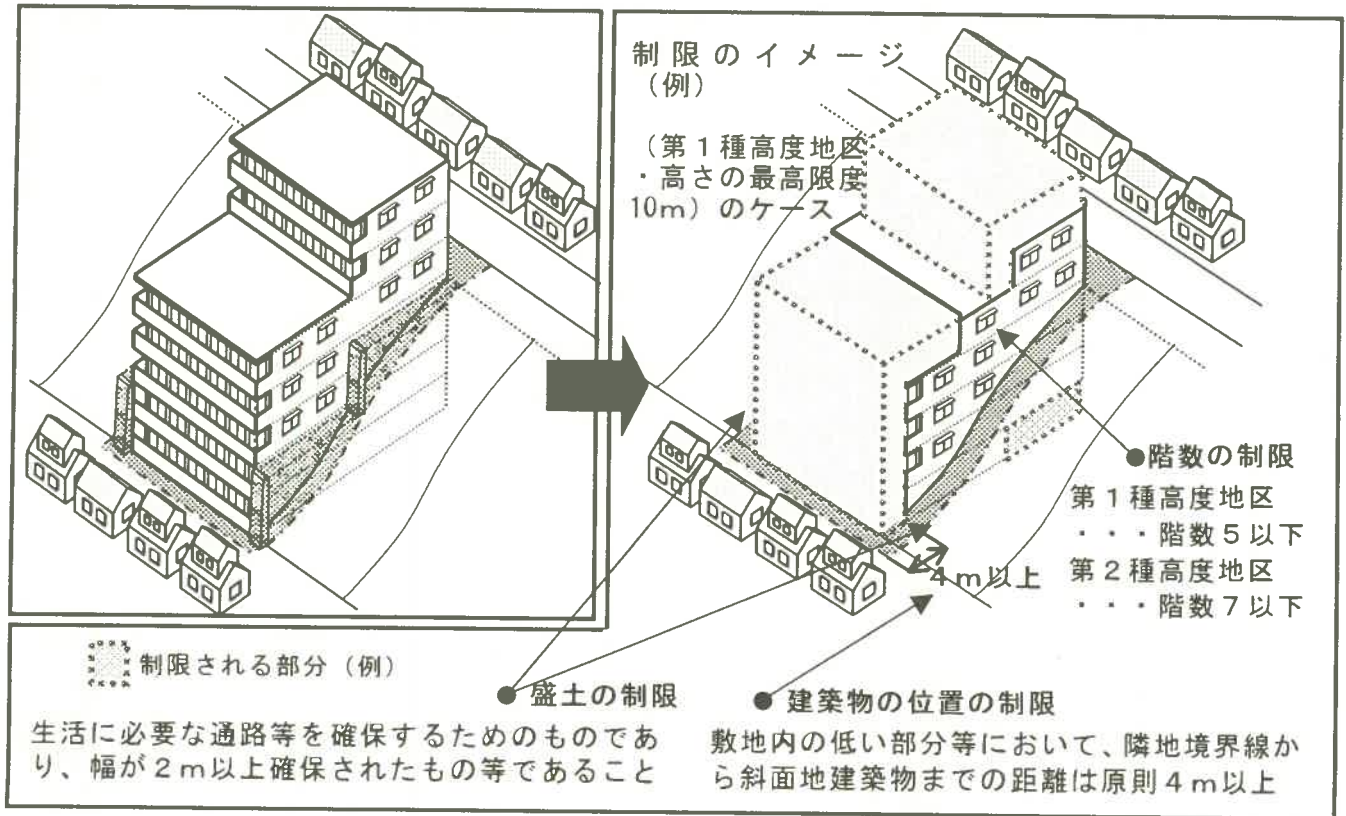 制限のイメージ
（例）
（第１種高度地区
・高さの最高限度
10ｍ）のケース
●階数の制限
第１種高度地区
・・・階数５以下
第２種高度地区
・・・階数７以下
4ｍ以上
制限される部分（例）
●盛土の制限
生活に必要な通路等を確保するためのものであ
り、幅が２ｍ以上確保されたもの等であること
●建築物の位置の制限
敷地内の低い部分等において、隣地境界線か
ら斜面地建築物までの距離は原則４ｍ以上